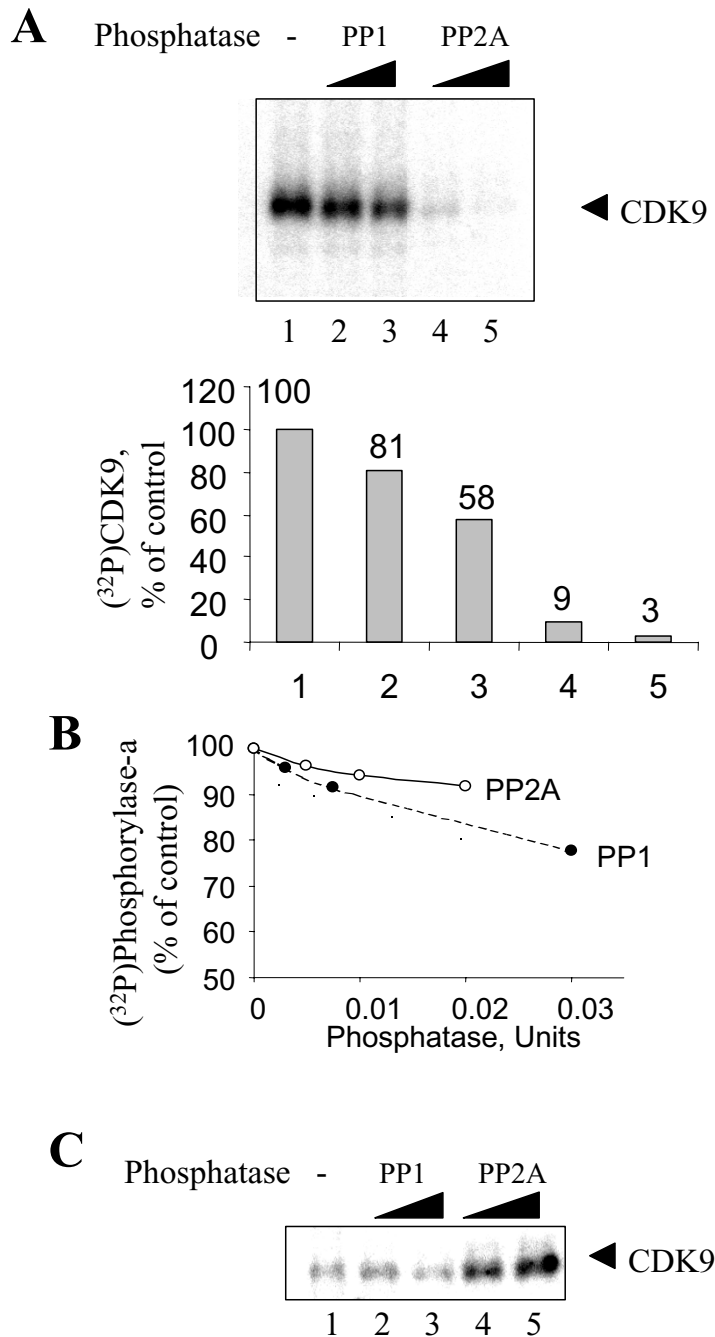 A
Phosphatase - PP1 PP2A
CDK9
1 2 3 4 5
(³²P)CDK9,
% of control
120
100
80
60
40
20
0
100
81
58
9
3
1 2 3 4 5
B
(³²P)Phosphorylase-a
(% of control)
100
90
80
70
60
50
PP2A
PP1
0 0.01 0.02 0.03
Phosphatase, Units
C
Phosphatase - PP1 PP2A
CDK9
1 2 3 4 5